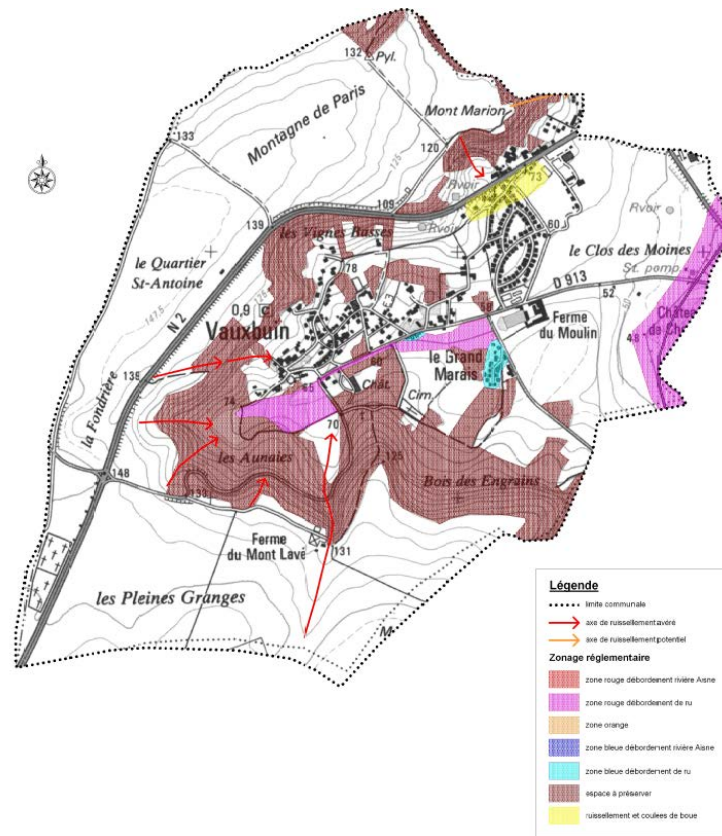 132
Pyl.
Mont Marion
Montagne de Paris
133
120
125
Rvoir
73
109
139
les Vignes Basses
Rvoir
60
Rvoir
le Clos des Moines
le Quartier
St-Antoine
78
D 913
St. pomp.
52
50
0,9
Vauxbuin
N 2
147,5
Ferme
du Moulin
le Grand
Marais
Chât.
Cim.
135
la Fondrière
65
74
70
les Aunaies
125
Bois des Engrains
148
133
Ferme
du Mont Lavé
131
les Pleines Granges
M
Légende
limite communale
axe de ruissellement avéré
axe de ruissellement potentiel
Zonage réglementaire
zone rouge débordement rivière Aisne
zone rouge débordement de ru
zone orange
zone bleue débordement rivière Aisne
zone bleue débordement de ru
espace à préserver
ruissellement et coulees de boue